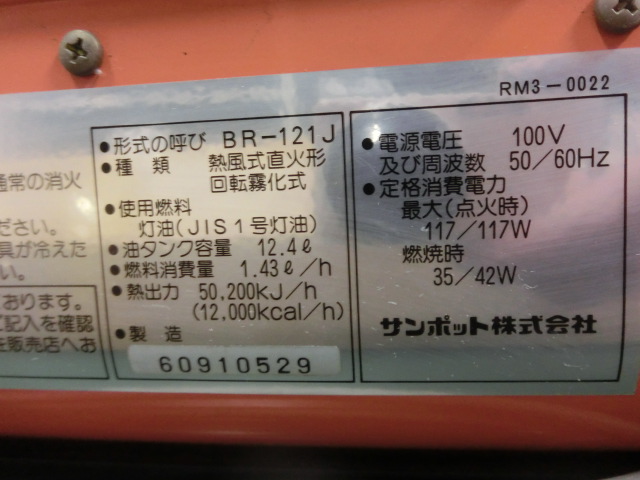 RM3-0022
通常の消火
ださい。
具が冷えた
い。
おります。
ご記入を確認
販売店へお
●形式の呼び BR-121J
●種類 熱風式直火形
回転霧化式
●使用燃料
灯油(JIS1号灯油)
●油タンク容量 12.4ℓ
●燃料消費量 1.43ℓ/h
●熱出力 50,200kJ/h
(12,000kcal/h)
●製造
60910529
●電源電圧 100V
及び周波数 50/60Hz
●定格消費電力
最大(点火時)
117/117W
燃焼時
35/42W
サンポット株式会社